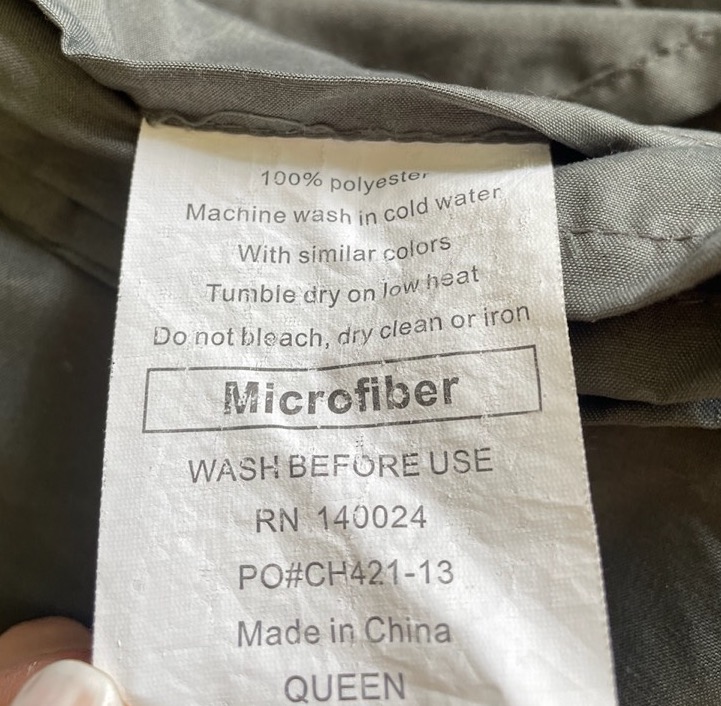 100% polyester
Machine wash in cold water
With similar colors
Tumble dry on low heat
Do not bleach, dry clean or iron
Microfiber
WASH BEFORE USE
RN 140024
PO#CH421-13
Made in China
QUEEN